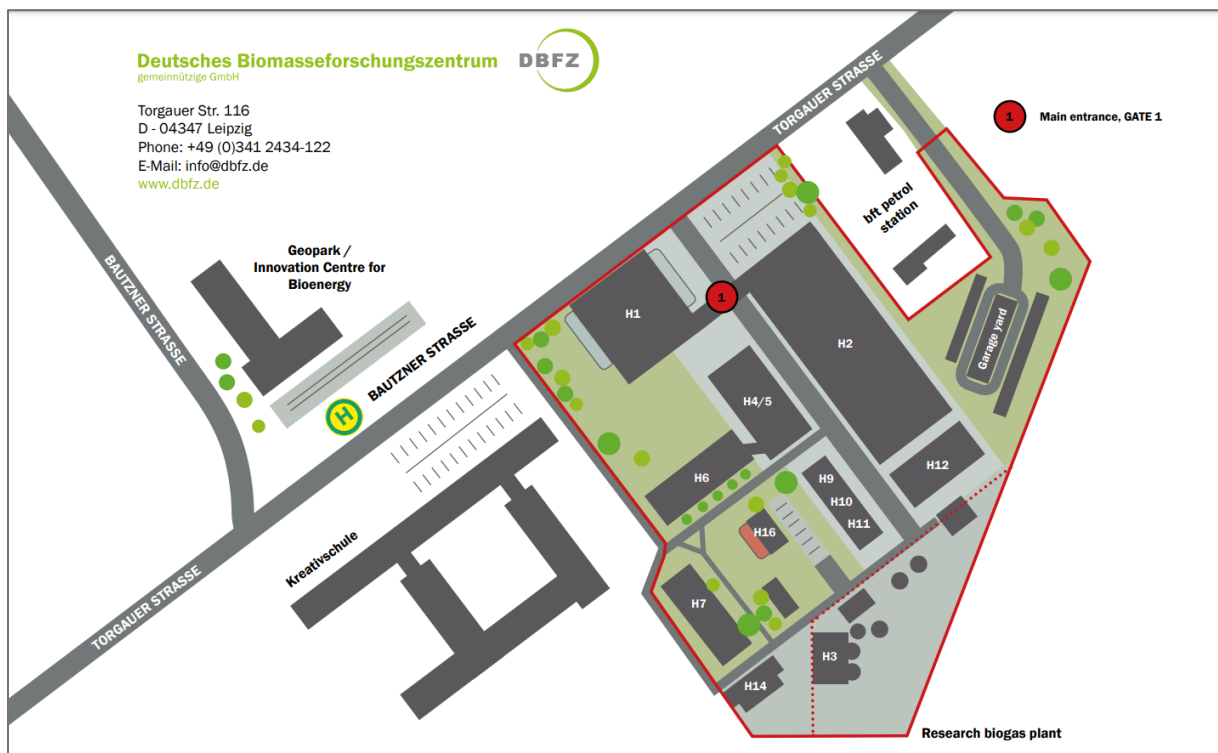 Deutsches Biomasseforschungszentrum
gemeinnützige GmbH
DBFZ
Torgauer Str. 116
D - 04347 Leipzig
Phone: +49 (0)341 2434-122
E-Mail: info@dbfz.de
www.dbfz.de
TORGAUER STRASSE
1
Main entrance, GATE 1
bft petrol
station
Geopark /
Innovation Centre for
Bioenergy
BAUTZNER STRASSE
H
BAUTZNER STRASSE
1
H1
H2
Garage yard
H4/5
H6
H9
H10
H11
H12
H16
Kreativschule
H7
H3
H14
TORGAUER STRASSE
Research biogas plant